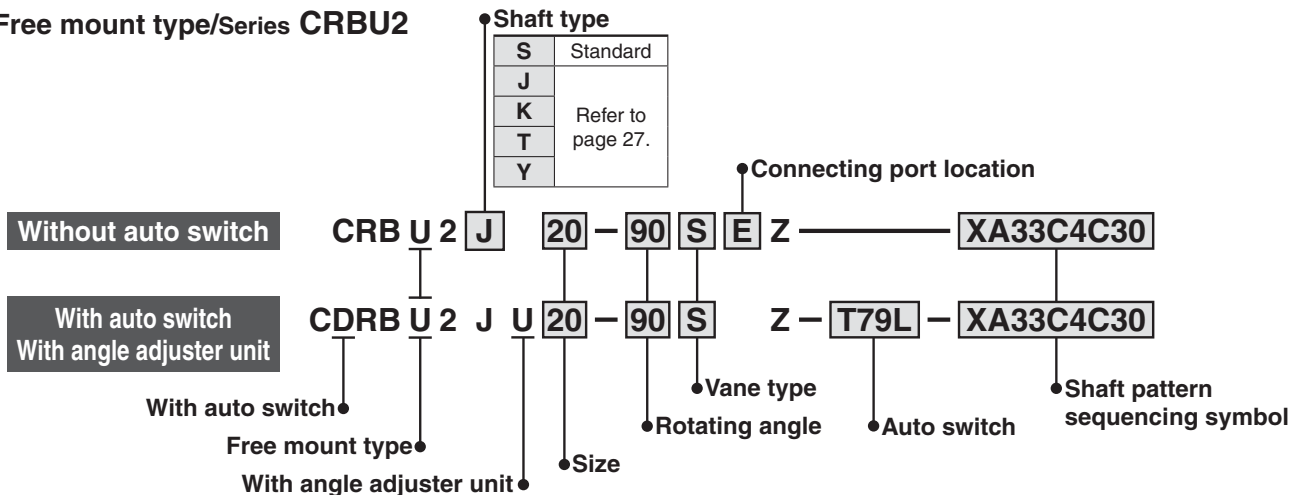 Free mount type/Series CRBU2
Shaft type
S Standard
J
K
T
Y
Refer to
page 27.
Connecting port location
Without auto switch CRB U 2 J 20 – 90 S E Z — XA33C4C30
With auto switch
With angle adjuster unit
CDRB U 2 J U 20 – 90 S Z – T79L – XA33C4C30
With auto switch
Free mount type
With angle adjuster unit
Size
Rotating angle
Vane type
Auto switch
Shaft pattern
sequencing symbol